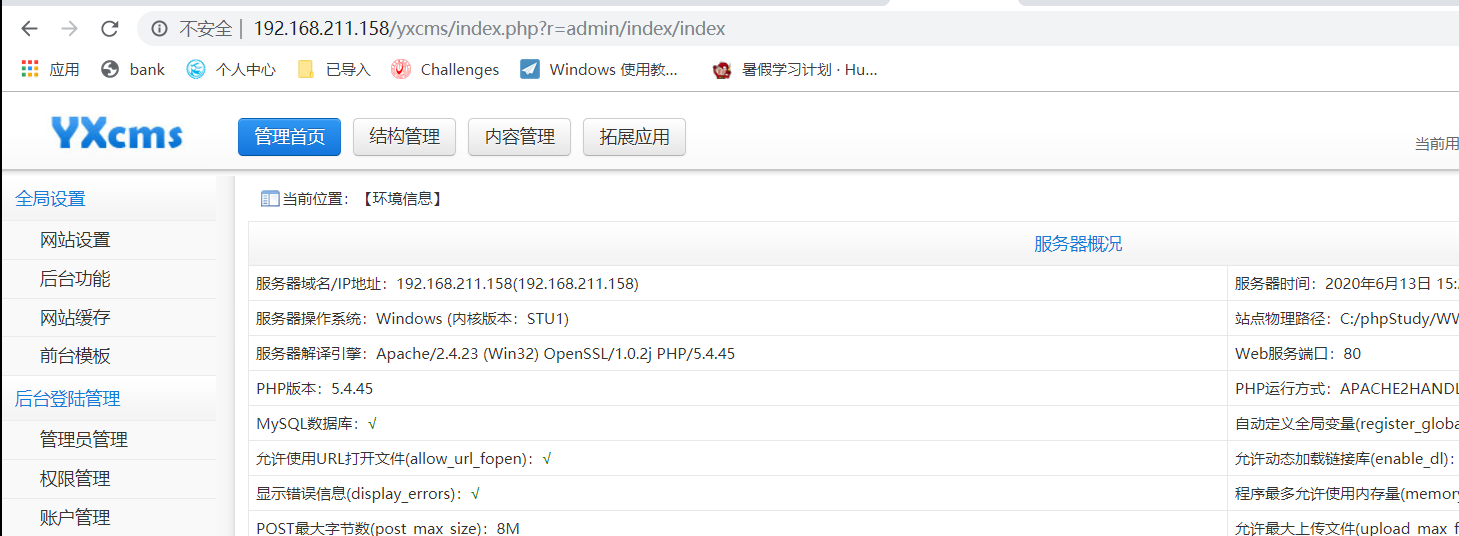 不安全 | 192.168.211.158/yxcms/index.php?r=admin/index/index
应用 bank 个人中心 已导入 Challenges Windows 使用教... 暑假学习计划 · Hu...
YXcms 管理首页 结构管理 内容管理 拓展应用
当前用
全局设置
网站设置
后台功能
网站缓存
前台模板
后台登陆管理
管理员管理
权限管理
账户管理
当前位置：【环境信息】
服务器概况
服务器域名/IP地址：192.168.211.158(192.168.211.158) 服务器时间：2020年6月13日 15:
服务器操作系统：Windows (内核版本：STU1) 站点物理路径：C:/phpStudy/WW
服务器解译引擎：Apache/2.4.23 (Win32) OpenSSL/1.0.2j PHP/5.4.45 Web服务端口：80
PHP版本：5.4.45 PHP运行方式：APACHE2HANDL
MySQL数据库：√ 自动定义全局变量(register_globa
允许使用URL打开文件(allow_url_fopen)：√ 允许动态加载链接库(enable_dl)：
显示错误信息(display_errors)：√ 程序最多允许使用内存量(memory
POST最大字节数(post_max_size)：8M 允许最大上传文件(upload_max_f